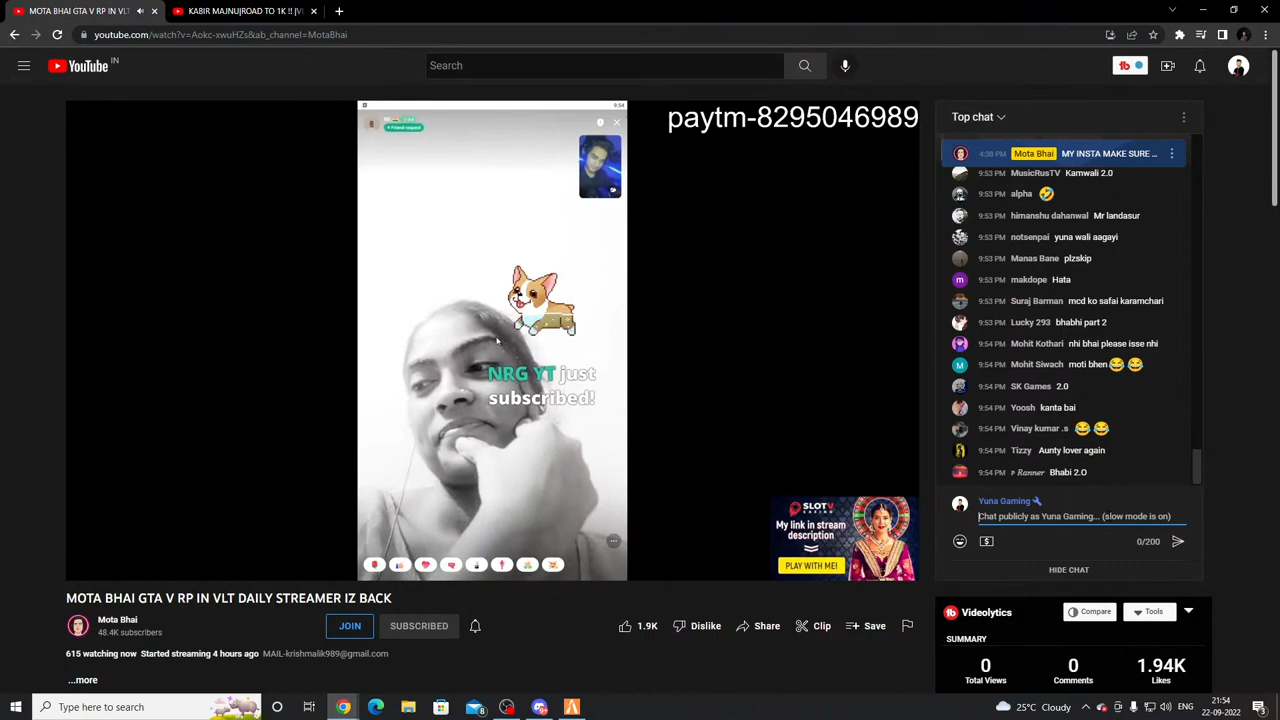 MOTA BHAI GTA V RP IN VLT
KABIR MAJNU|ROAD TO 1K !! |VL
youtube.com/watch?v=Aokc-xwuHZs&ab_channel=MotaBhai
YouTube IN
Search
9:54
+ Friend request
paytm-8295046989
NRG YT just
subscribed!
SLOTV
CASINO
My link in stream
description
PLAY WITH ME!
Top chat
4:38 PM Mota Bhai MY INSTA MAKE SURE ...
9:53 PM MusicRusTV Kamwali 2.0
9:53 PM alpha 🤣
9:53 PM himanshu dahanwal Mr landasur
9:53 PM notsenpai yuna wali aagayi
9:53 PM Manas Bane plzskip
9:53 PM makdope Hata
9:53 PM Suraj Barman mcd ko safai karamchari
9:53 PM Lucky 293 bhabhi part 2
9:54 PM Mohit Kothari nhi bhai please isse nhi
9:54 PM Mohit Siwach moti bhen 😂😂
9:54 PM SK Games 2.0
9:54 PM Yoosh kanta bai
9:54 PM Vinay kumar .s 😂😂
9:54 PM Tizzy Aunty lover again
9:54 PM ᴘ Ranner Bhabi 2.O
Yuna Gaming
Chat publicly as Yuna Gaming... (slow mode is on)
0/200
HIDE CHAT
MOTA BHAI GTA V RP IN VLT DAILY STREAMER IZ BACK
Mota Bhai
48.4K subscribers
JOIN
SUBSCRIBED
1.9K
Dislike
Share
Clip
Save
615 watching now Started streaming 4 hours ago MAIL-krishmalik989@gmail.com
...more
Videolytics
Compare
Tools
SUMMARY
0
Total Views
0
Comments
1.94K
Likes
Type here to search
8
25°C Cloudy
ENG
21:54
22-09-2022